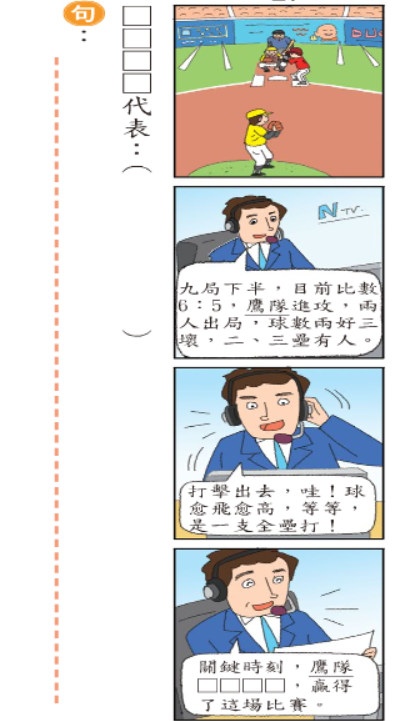 九局下半，目前比數
6：5，鷹隊進攻，兩
人出局，球數兩好三
壞，二、三壘有人。
打擊出去，哇！球
愈飛愈高，等等，
是一支全壘打！
關鍵時刻，鷹隊
□□□□，贏得
了這場比賽。
□□□□代表：（　　）
句：
N TV.